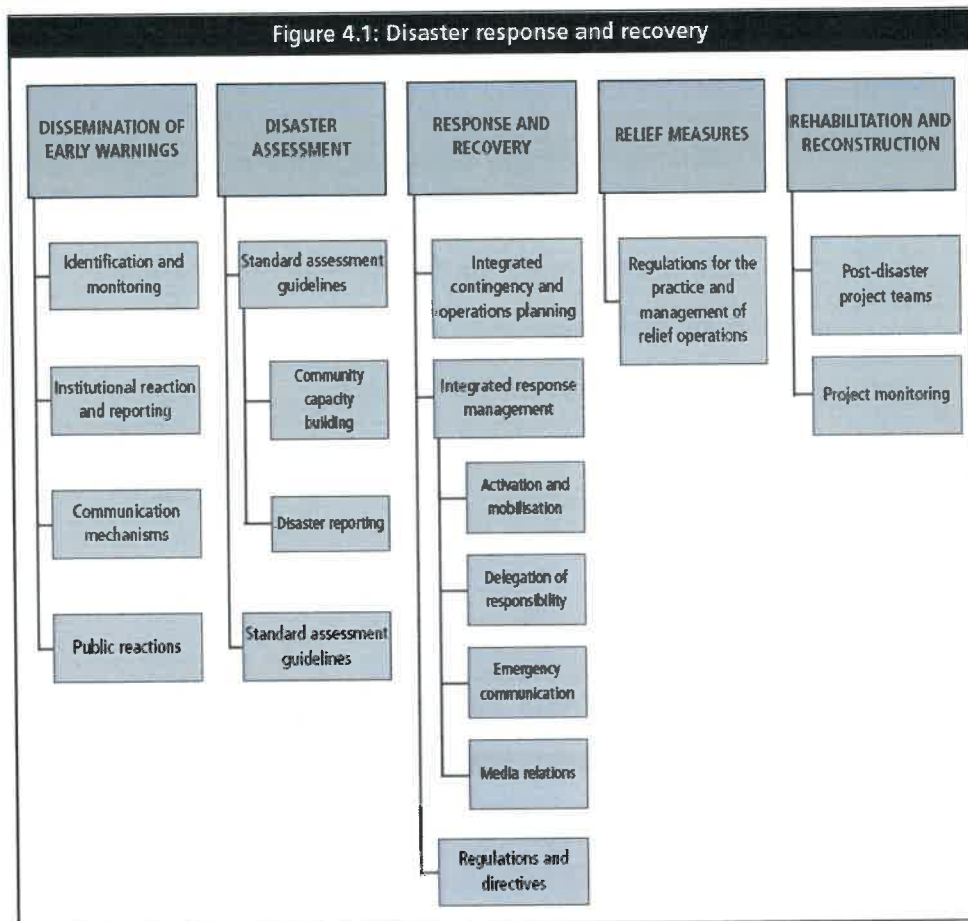 Figure 4.1: Disaster response and recovery
DISSEMINATION OF
EARLY WARNINGS
Identification and
monitoring
Institutional reaction
and reporting
Communication
mechanisms
Public reactions
DISASTER
ASSESSMENT
Standard assessment
guidelines
Community
capacity
building
Disaster reporting
Standard assessment
guidelines
RESPONSE AND
RECOVERY
Integrated
contingency and
operations planning
Integrated response
management
Activation and
mobilisation
Delegation of
responsibility
Emergency
communication
Media relations
Regulations and
directives
RELIEF MEASURES
Regulations for the
practice and
management of
relief operations
REHABILITATION AND
RECONSTRUCTION
Post-disaster
project teams
Project monitoring